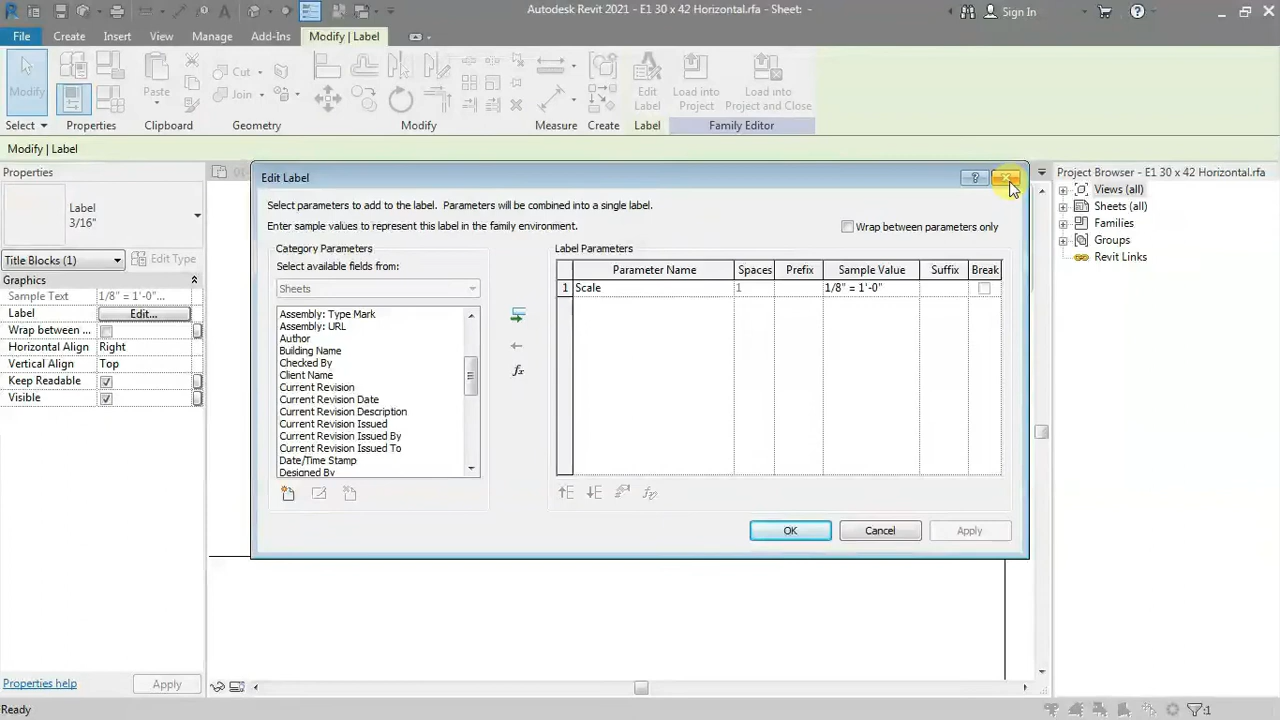 Autodesk Revit 2021 - E1 30 x 42 Horizontal.rfa - Sheet: -
Sign In
File Create Insert View Manage Add-Ins Modify | Label
Modify
Paste
Cut
Join
Edit Label
Load into Project
Load into Project and Close
Select Properties Clipboard Geometry Modify Measure Create Label Family Editor
Modify | Label
Properties
Label
3/16"
Title Blocks (1)
Edit Type
Graphics
Sample Text 1/8" = 1'-0"...
Label Edit...
Wrap between ...
Horizontal Align Right
Vertical Align Top
Keep Readable
Visible
Properties help
Apply
Ready
Edit Label
Select parameters to add to the label. Parameters will be combined into a single label.
Enter sample values to represent this label in the family environment.
Wrap between parameters only
Category Parameters
Select available fields from:
Sheets
Assembly: Type Mark
Assembly: URL
Author
Building Name
Checked By
Client Name
Current Revision
Current Revision Date
Current Revision Description
Current Revision Issued
Current Revision Issued By
Current Revision Issued To
Date/Time Stamp
Designed By
fx
Label Parameters
Parameter Name Spaces Prefix Sample Value Suffix Break
1 Scale 1 1/8" = 1'-0"
OK Cancel Apply
Project Browser - E1 30 x 42 Horizontal.rfa
Views (all)
Sheets (all)
Families
Groups
Revit Links
:1